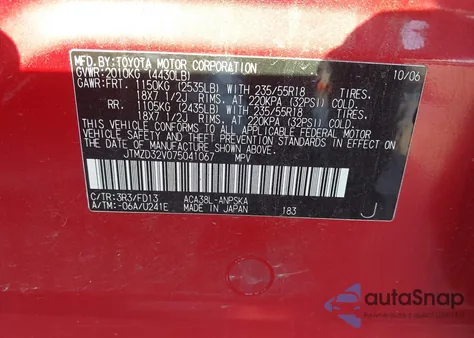 MFD.BY:TOYOTA MOTOR CORPORATION 10/06
GVWR:2010KG (4430LB)
GAWR:FRT. 1150KG (2535LB) WITH 235/55R18 TIRES.
18X7 1/2J RIMS, AT 220KPA (32PSI) COLD
RR. 1105KG (2435LB) WITH 235/55R18 TIRES.
18X7 1/2J RIMS, AT 220KPA (32PSI) COLD
THIS VEHICLE CONFORMS TO ALL APPLICABLE FEDERAL MOTOR
VEHICLE SAFETY AND BUMPER STANDARDS IN EFFECT ON THE
DATE OF MANUFACTURE SHOWN ABOVE.
JTMZD32V075041067 MPV
C/TR:3R3/FD13 ACA38L-ANPSKA
A/TM:-06A/U241E MADE IN JAPAN 183 J
autoSnap